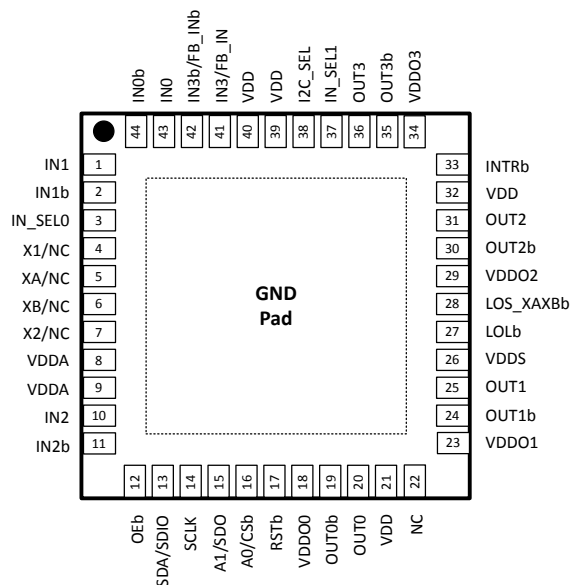 IN0b
IN0
IN3b/FB_INb
IN3/FB_IN
VDD
VDD
I2C_SEL
IN_SEL1
OUT3
OUT3b
VDDO3
44
43
42
41
40
39
38
37
36
35
34
IN1 1
IN1b 2
IN_SEL0 3
X1/NC 4
XA/NC 5
XB/NC 6
X2/NC 7
VDDA 8
VDDA 9
IN2 10
IN2b 11
GND
Pad
33 INTRb
32 VDD
31 OUT2
30 OUT2b
29 VDDO2
28 LOS_XAXBb
27 LOLb
26 VDDS
25 OUT1
24 OUT1b
23 VDDO1
12
13
14
15
16
17
18
19
20
21
22
OEb
SDA/SDIO
SCLK
A1/SDO
A0/CSb
RSTb
VDDO0
OUT0b
OUT0
VDD
NC